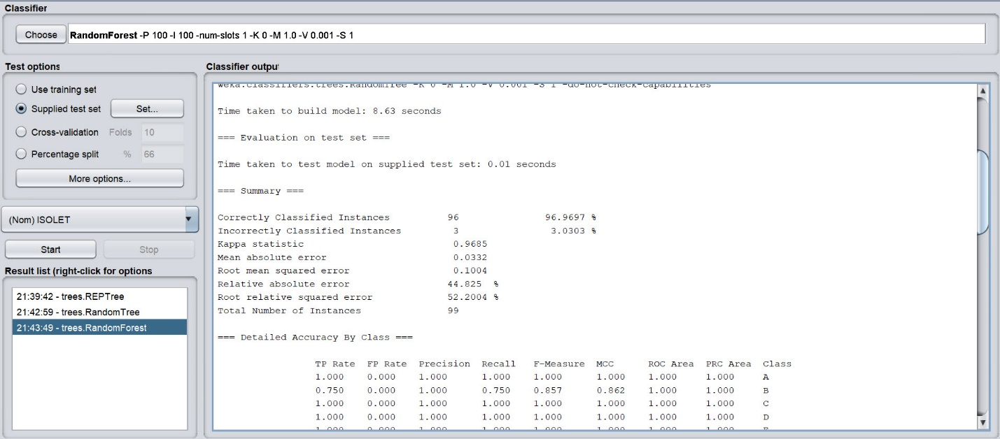 Classifier
Choose RandomForest -P 100 -I 100 -num-slots 1 -K 0 -M 1.0 -V 0.001 -S 1
Test options
Use training set
Supplied test set Set...
Cross-validation Folds 10
Percentage split % 66
More options...
(Nom) ISOLET
Start Stop
Result list (right-click for options
21:39:42 - trees.REPTree
21:42:59 - trees.RandomTree
21:43:49 - trees.RandomForest
Classifier output
weka.classifiers.trees.RandomTree -K 0 -M 1.0 -V 0.001 -S 1 -do-not-check-capabilities
Time taken to build model: 8.63 seconds
=== Evaluation on test set ===
Time taken to test model on supplied test set: 0.01 seconds
=== Summary ===
Correctly Classified Instances 96 96.9697 %
Incorrectly Classified Instances 3 3.0303 %
Kappa statistic 0.9685
Mean absolute error 0.0332
Root mean squared error 0.1004
Relative absolute error 44.825 %
Root relative squared error 52.2004 %
Total Number of Instances 99
=== Detailed Accuracy By Class ===
TP Rate FP Rate Precision Recall F-Measure MCC ROC Area PRC Area Class
1.000 0.000 1.000 1.000 1.000 1.000 1.000 1.000 A
0.750 0.000 1.000 0.750 0.857 0.862 1.000 1.000 B
1.000 0.000 1.000 1.000 1.000 1.000 1.000 1.000 C
1.000 0.000 1.000 1.000 1.000 1.000 1.000 1.000 D